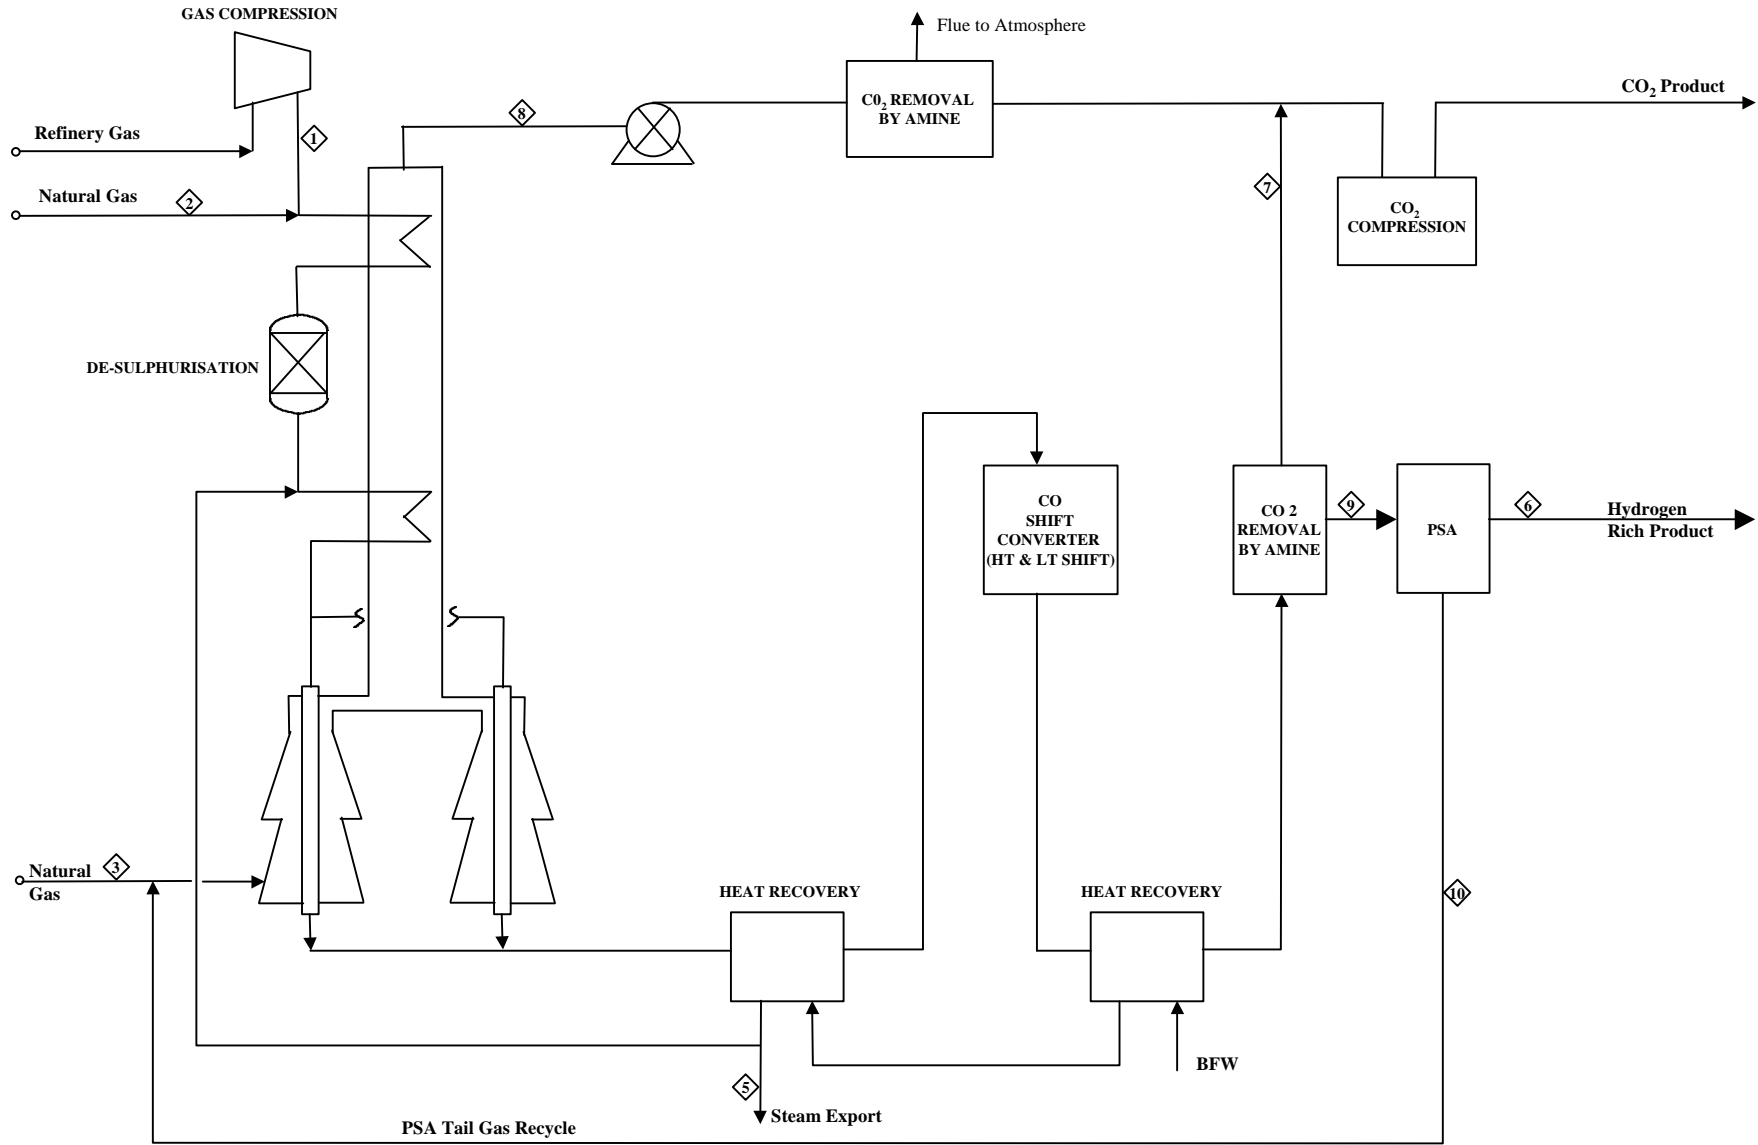 GAS COMPRESSION
Flue to Atmosphere
CO2 Product
C02 REMOVAL
BY AMINE
8
Refinery Gas
1
Natural Gas
2
7
CO2
COMPRESSION
DE-SULPHURISATION
CO
SHIFT
CONVERTER
(HT & LT SHIFT)
CO 2
REMOVAL
BY AMINE
9
PSA
6
Hydrogen
Rich Product
Natural
Gas
3
HEAT RECOVERY
HEAT RECOVERY
10
BFW
5
Steam Export
PSA Tail Gas Recycle